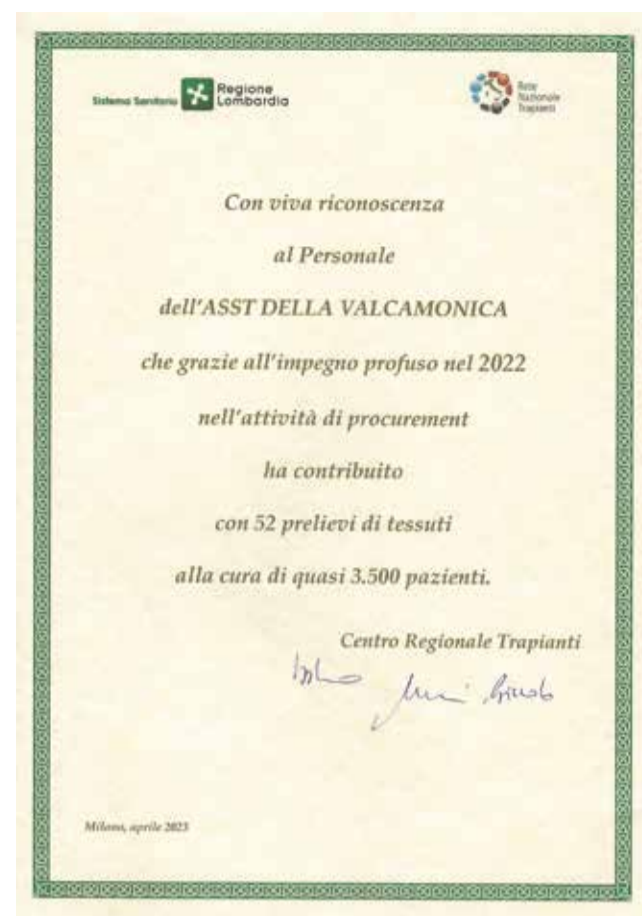 Sistema Sanitario
Regione
Lombardia
Rete
Nazionale
Trapianti
Con viva riconoscenza
al Personale
dell'ASST DELLA VALCAMONICA
che grazie all'impegno profuso nel 2022
nell'attività di procurement
ha contribuito
con 52 prelievi di tessuti
alla cura di quasi 3.500 pazienti.
Centro Regionale Trapianti
Milano, aprile 2023